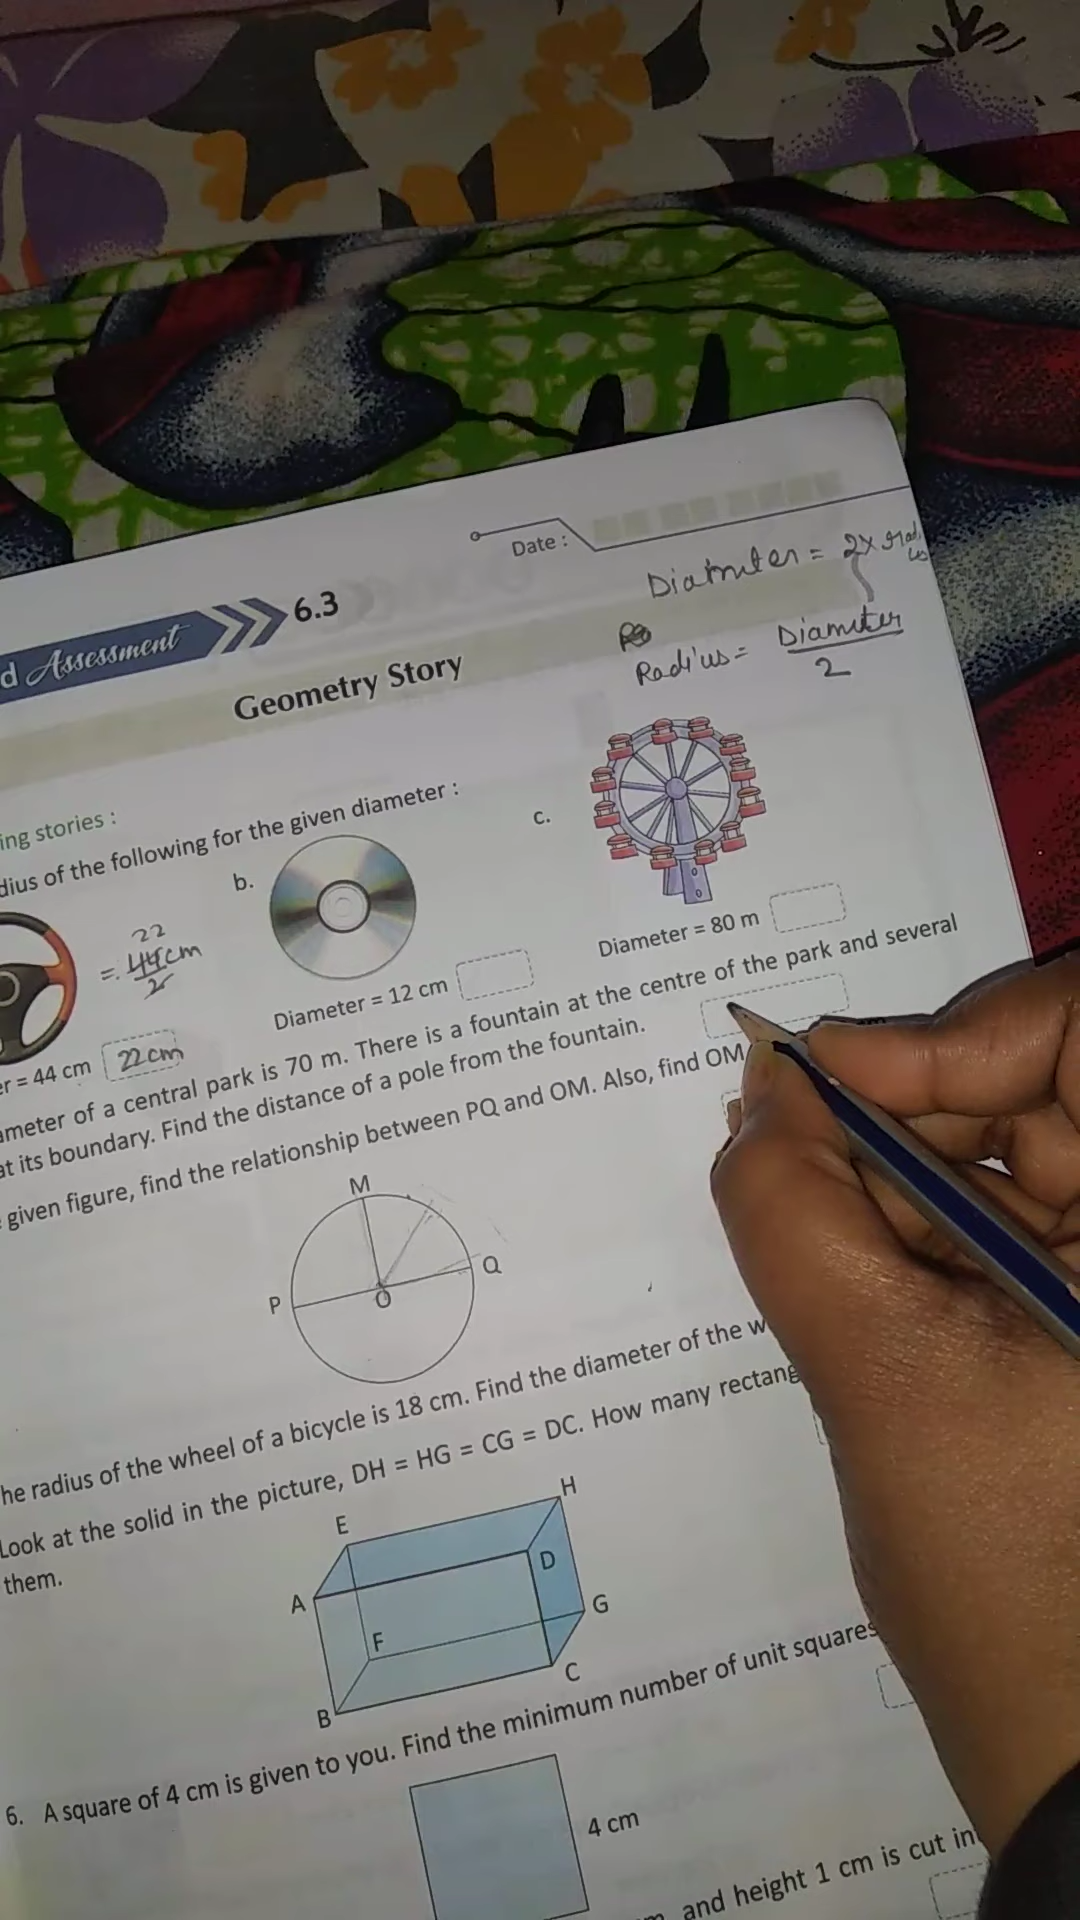 Date :
Diameter = 2x Rad
ius
d Assessment 6.3
Radius = Diameter
2
Geometry Story
ing stories :
dius of the following for the given diameter :
b.
c.
= 44cm
2
22
Diameter = 80 m
Diameter = 12 cm
er = 44 cm 22cm
ameter of a central park is 70 m. There is a fountain at the centre of the park and several
at its boundary. Find the distance of a pole from the fountain.
given figure, find the relationship between PQ and OM. Also, find OM
M
Q
P
O
he radius of the wheel of a bicycle is 18 cm. Find the diameter of the w
Look at the solid in the picture, DH = HG = CG = DC. How many rectang
them.
H
E
D
A
G
F
C
B
6. A square of 4 cm is given to you. Find the minimum number of unit squares
4 cm
and height 1 cm is cut in